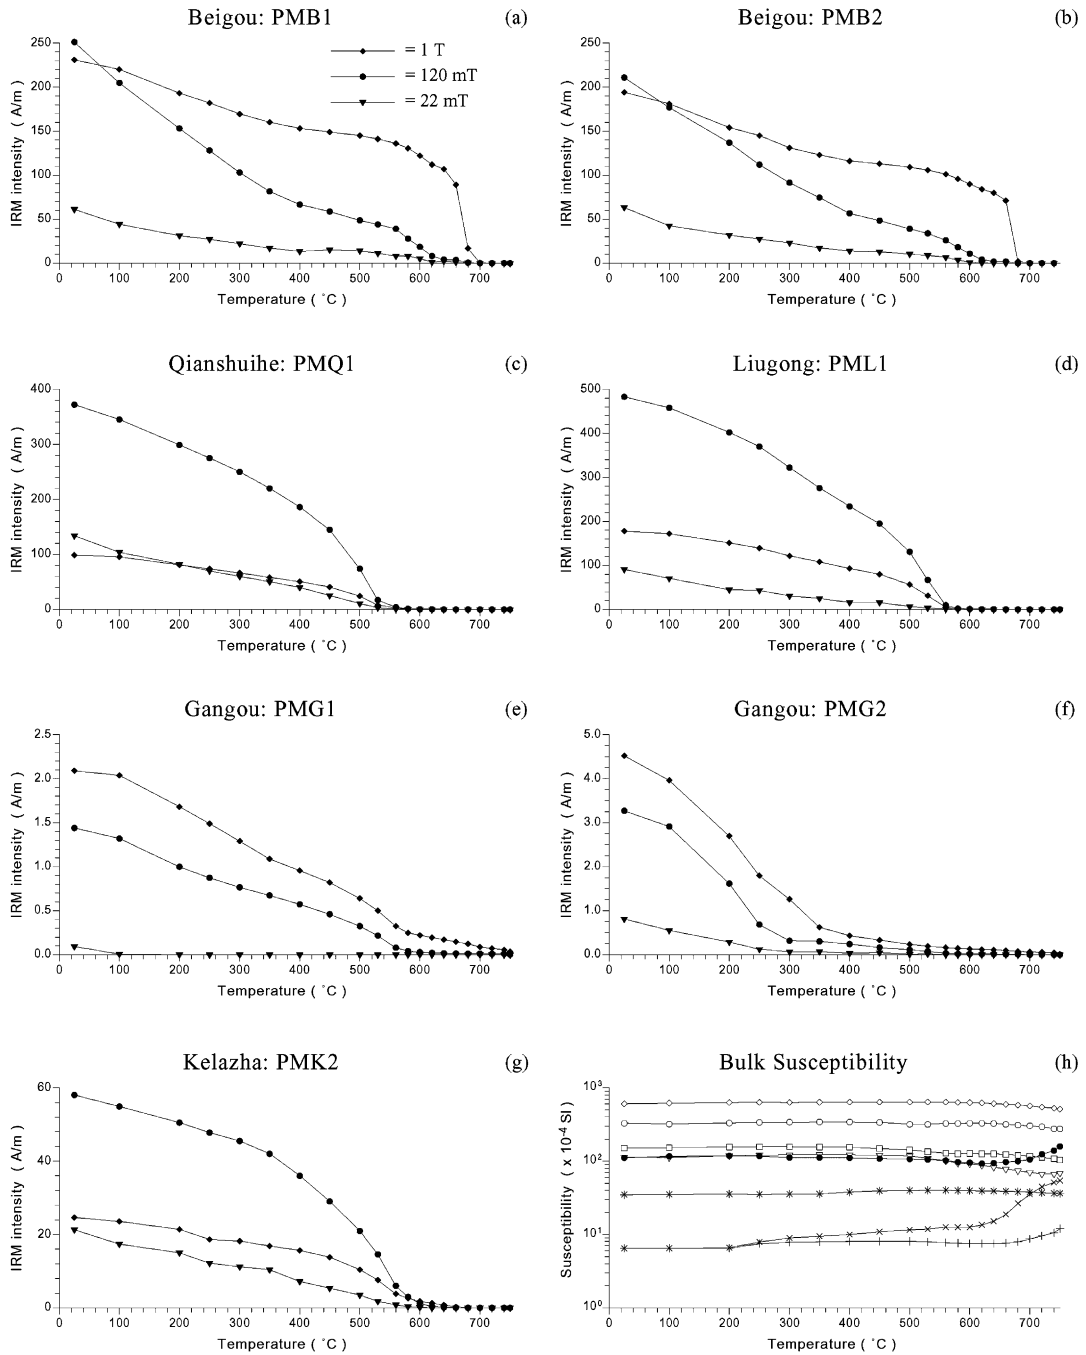 Beigou: PMB1 (a)
250
200
150
100
50
0
IRM intensity ( A/m )
= 1 T
= 120 mT
= 22 mT
0 100 200 300 400 500 600 700
Temperature ( ˚C )
Beigou: PMB2 (b)
250
200
150
100
50
0
IRM intensity ( A/m )
0 100 200 300 400 500 600 700
Temperature ( ˚C )
Qianshuihe: PMQ1 (c)
400
300
200
100
0
IRM intensity ( A/m )
0 100 200 300 400 500 600 700
Temperature ( ˚C )
Liugong: PML1 (d)
500
400
300
200
100
0
IRM intensity ( A/m )
0 100 200 300 400 500 600 700
Temperature ( ˚C )
Gangou: PMG1 (e)
2.5
2.0
1.5
1.0
0.5
0.0
IRM intensity ( A/m )
0 100 200 300 400 500 600 700
Temperature ( ˚C )
Gangou: PMG2 (f)
5.0
4.0
3.0
2.0
1.0
0.0
IRM intensity ( A/m )
0 100 200 300 400 500 600 700
Temperature ( ˚C )
Kelazha: PMK2 (g)
60
40
20
0
IRM intensity ( A/m )
0 100 200 300 400 500 600 700
Temperature ( ˚C )
Bulk Susceptibility (h)
10³
10²
10¹
10⁰
Susceptibility ( x 10⁻⁴ SI )
0 100 200 300 400 500 600 700
Temperature ( ˚C )